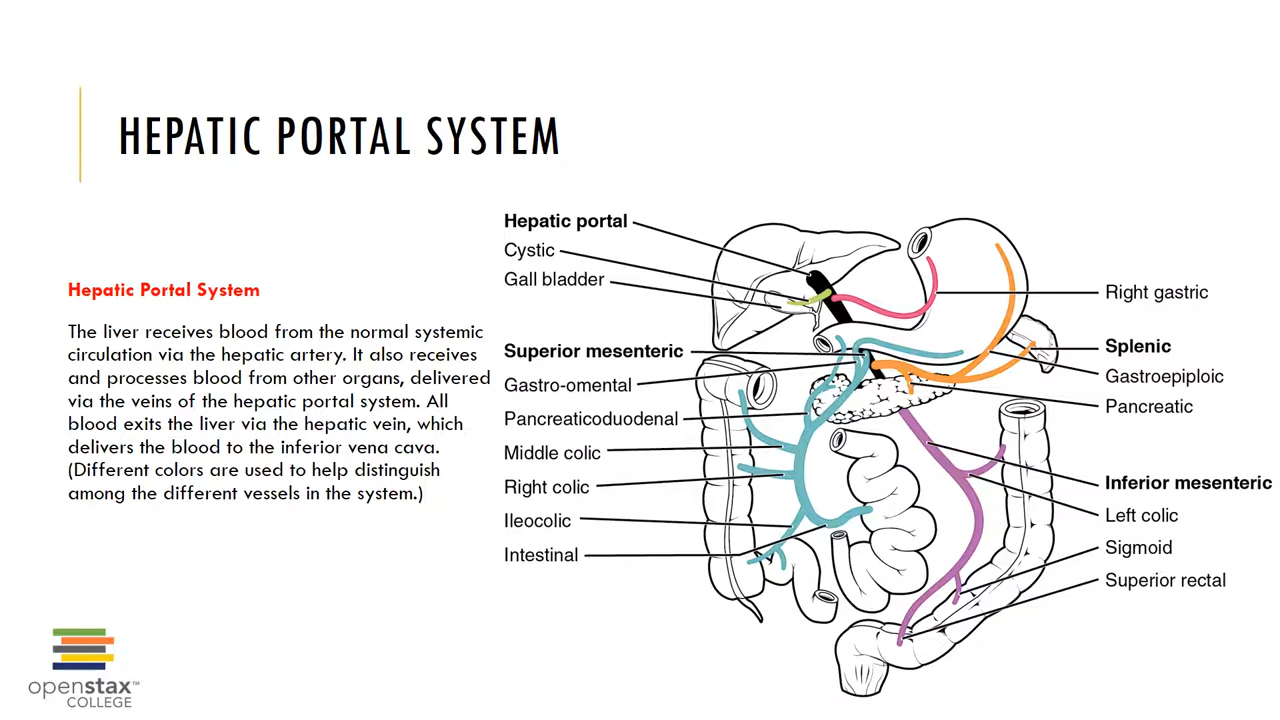 HEPATIC PORTAL SYSTEM
Hepatic Portal System
The liver receives blood from the normal systemic
circulation via the hepatic artery. It also receives
and processes blood from other organs, delivered
via the veins of the hepatic portal system. All
blood exits the liver via the hepatic vein, which
delivers the blood to the inferior vena cava.
(Different colors are used to help distinguish
among the different vessels in the system.)
Hepatic portal
Cystic
Gall bladder
Superior mesenteric
Gastro-omental
Pancreaticoduodenal
Middle colic
Right colic
Ileocolic
Intestinal
Right gastric
Splenic
Gastroepiploic
Pancreatic
Inferior mesenteric
Left colic
Sigmoid
Superior rectal
openstax™
COLLEGE